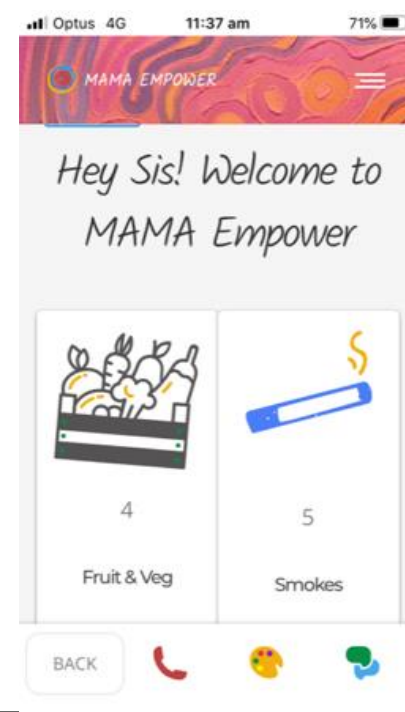 Optus 4G 11:37 am 71%
MAMA EMPOWER
Hey Sis! Welcome to
MAMA Empower
4 5
Fruit & Veg Smokes
BACK